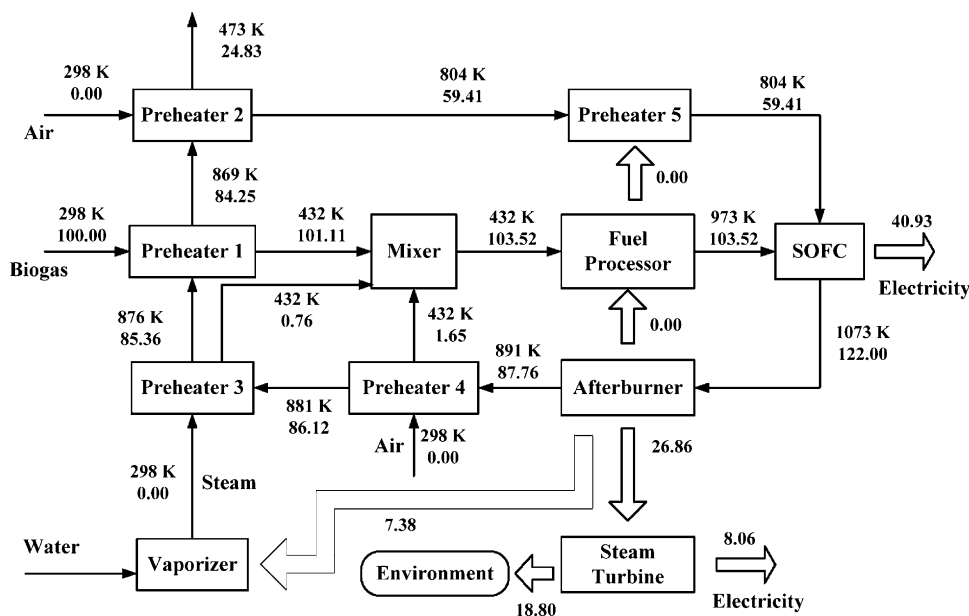 473 K
24.83
298 K
0.00
804 K
59.41
804 K
59.41
Preheater 2
Preheater 5
Air
869 K
84.25
0.00
298 K
100.00
432 K
101.11
432 K
103.52
973 K
103.52
40.93
Preheater 1
Mixer
Fuel
Processor
SOFC
Biogas
Electricity
876 K
85.36
432 K
0.76
432 K
1.65
0.00
891 K
87.76
1073 K
122.00
Preheater 3
Preheater 4
Afterburner
881 K
86.12
Air
298 K
0.00
26.86
298 K
0.00
Steam
7.38
Water
Vaporizer
Environment
Steam
Turbine
8.06
18.80
Electricity